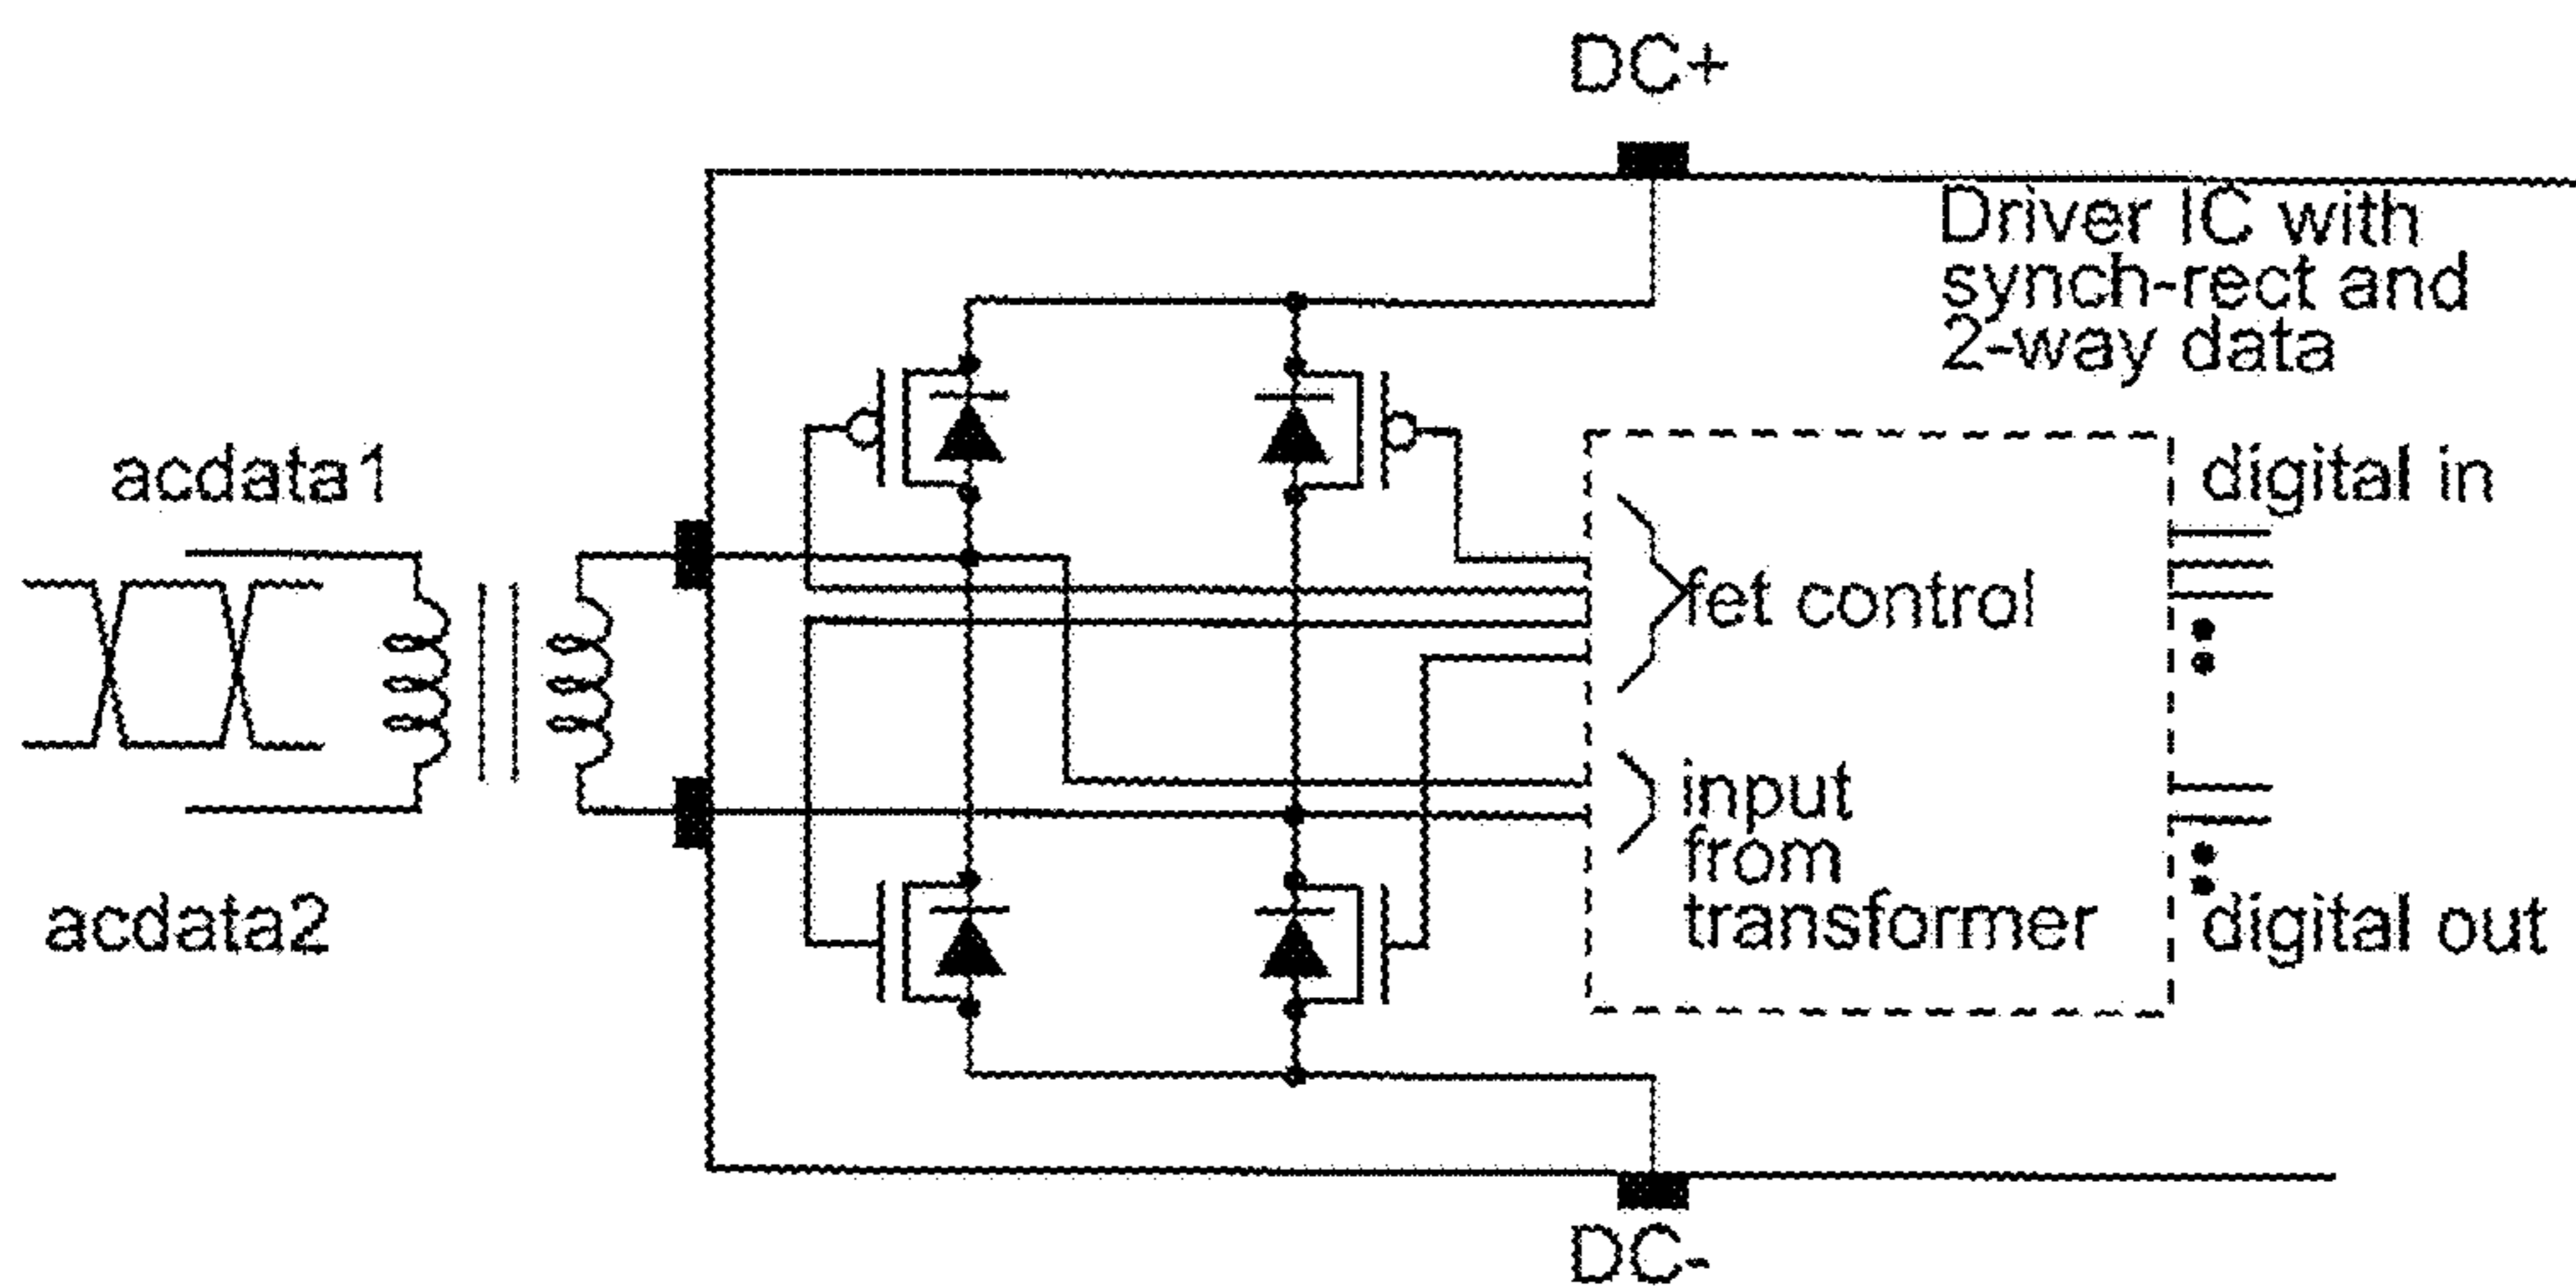 DC+
Driver IC with
synch-rect and
2-way data
acdata1
digital in
fet control
input
from
transformer
acdata2
digital out
DC-